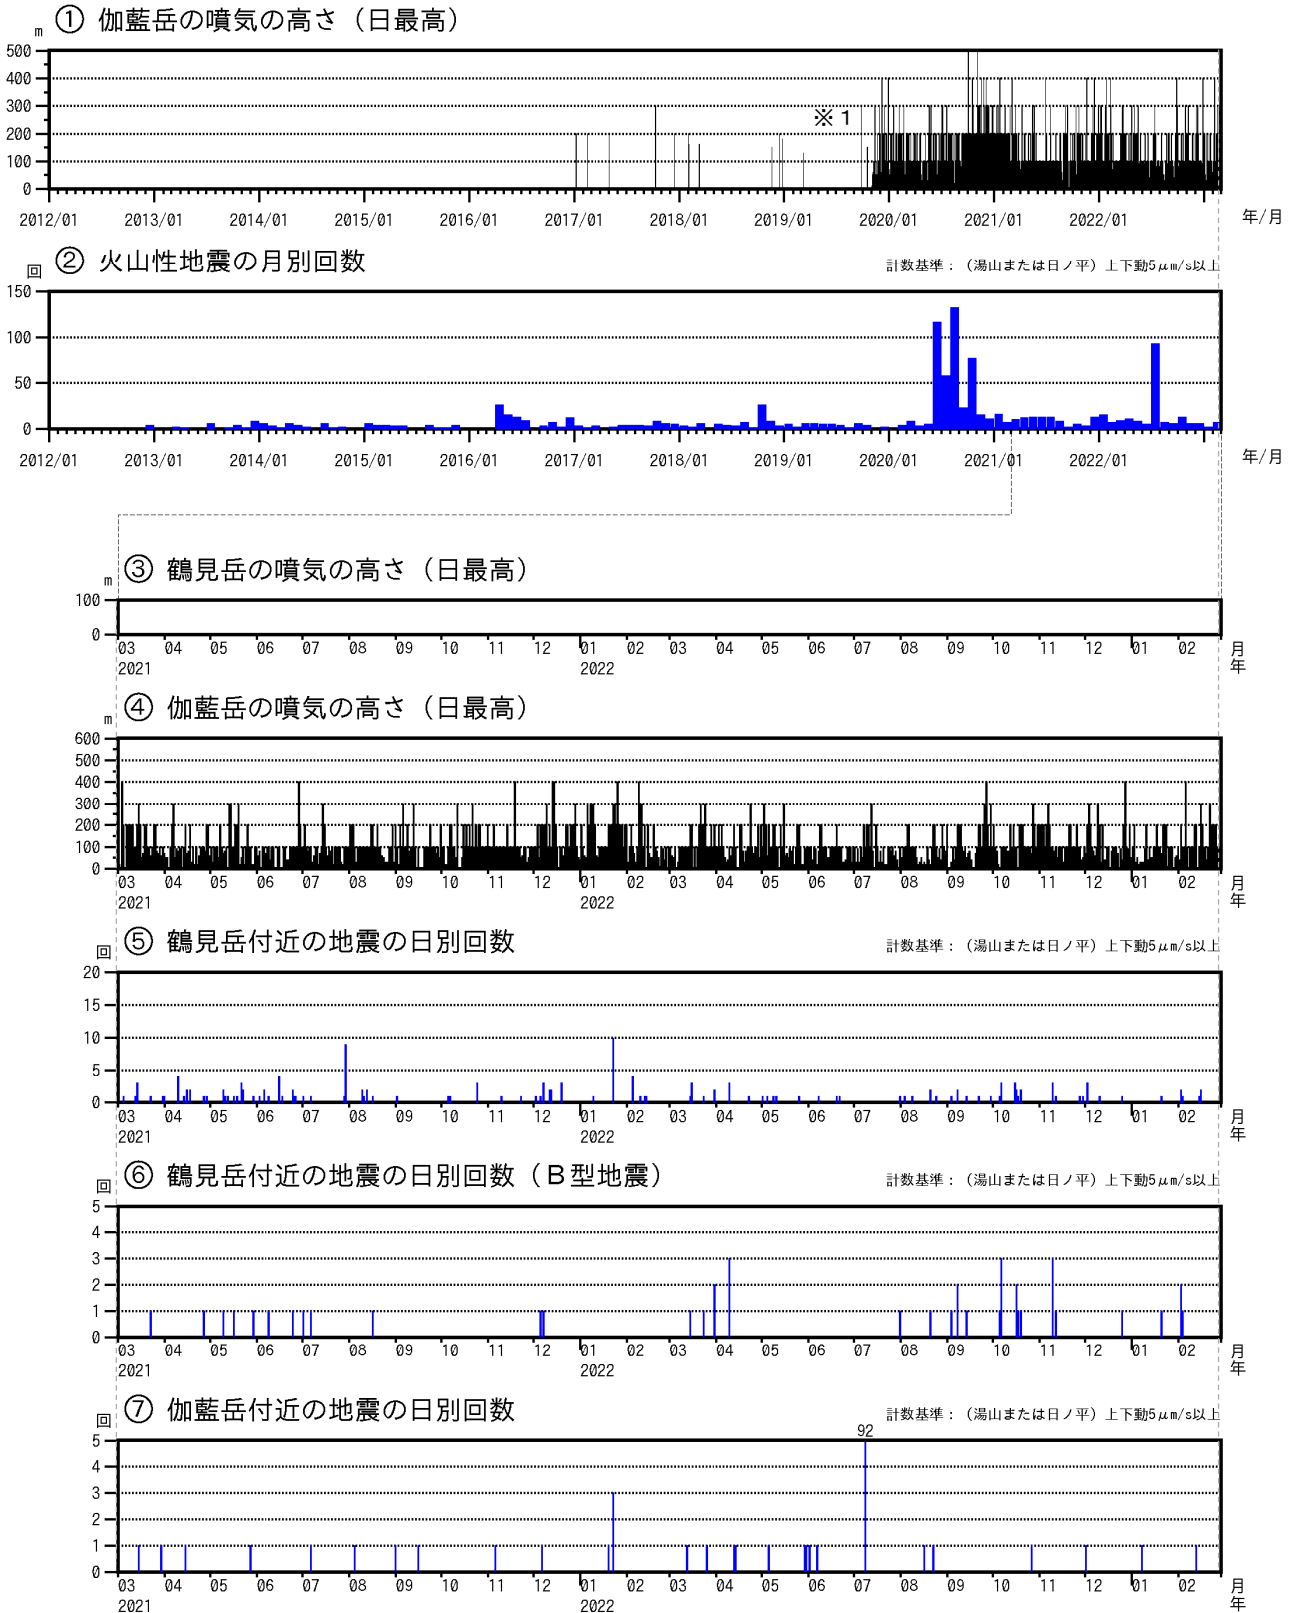 ① 伽藍岳の噴気の高さ（日最高）
m
500
400
300
※１
200
100
0
2012/01 2013/01 2014/01 2015/01 2016/01 2017/01 2018/01 2019/01 2020/01 2021/01 2022/01 年/月
② 火山性地震の月別回数
回
計数基準：（湯山または日ノ平）上下動5μm/s以上
150
100
50
0
2012/01 2013/01 2014/01 2015/01 2016/01 2017/01 2018/01 2019/01 2020/01 2021/01 2022/01 年/月
③ 鶴見岳の噴気の高さ（日最高）
m
100
0
03 04 05 06 07 08 09 10 11 12 01 02 03 04 05 06 07 08 09 10 11 12 01 02 月
2021 2022 年
④ 伽藍岳の噴気の高さ（日最高）
m
600
500
400
300
200
100
0
03 04 05 06 07 08 09 10 11 12 01 02 03 04 05 06 07 08 09 10 11 12 01 02 月
2021 2022 年
⑤ 鶴見岳付近の地震の日別回数
回
計数基準：（湯山または日ノ平）上下動5μm/s以上
20
15
10
5
0
03 04 05 06 07 08 09 10 11 12 01 02 03 04 05 06 07 08 09 10 11 12 01 02 月
2021 2022 年
⑥ 鶴見岳付近の地震の日別回数（Ｂ型地震）
回
計数基準：（湯山または日ノ平）上下動5μm/s以上
5
4
3
2
1
0
03 04 05 06 07 08 09 10 11 12 01 02 03 04 05 06 07 08 09 10 11 12 01 02 月
2021 2022 年
⑦ 伽藍岳付近の地震の日別回数
回
計数基準：（湯山または日ノ平）上下動5μm/s以上
92
5
4
3
2
1
0
03 04 05 06 07 08 09 10 11 12 01 02 03 04 05 06 07 08 09 10 11 12 01 02 月
2021 2022 年